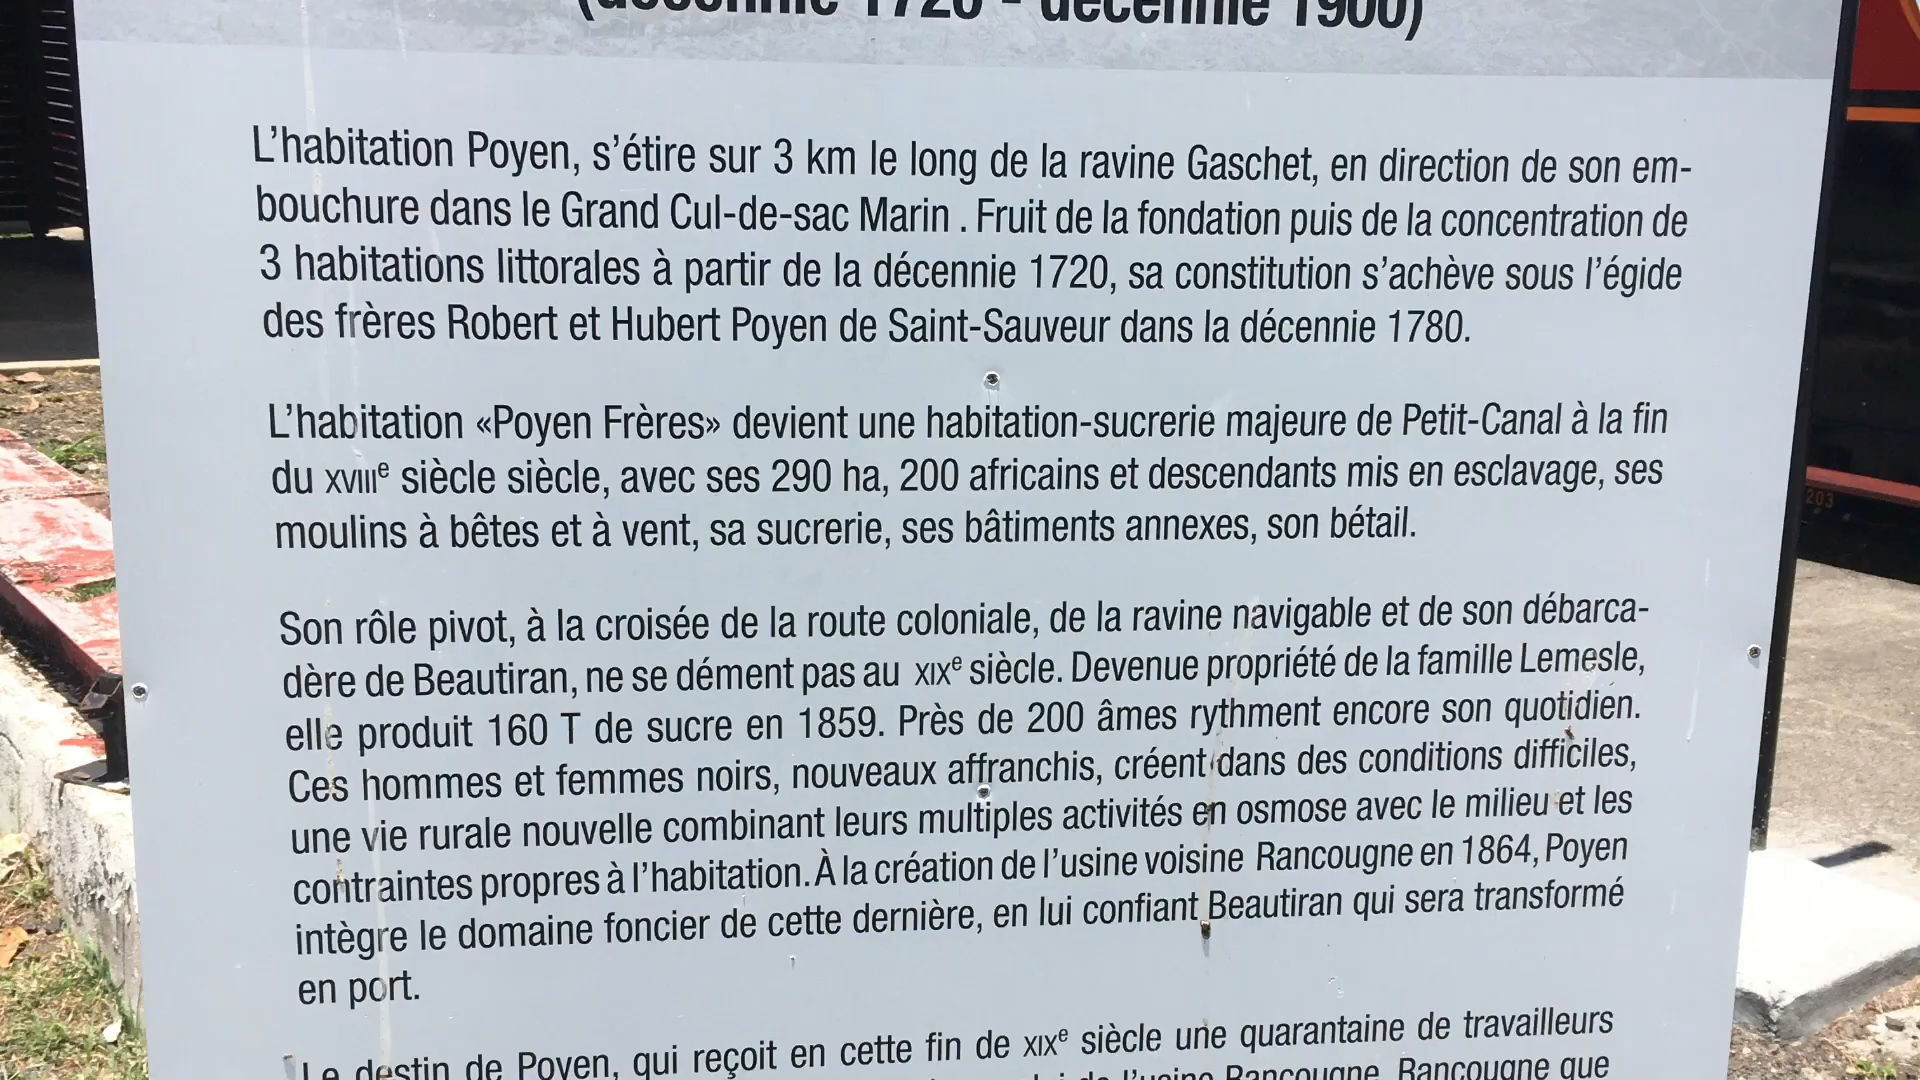 (décennie 1720 - décennie 1900)
L’habitation Poyen, s’étire sur 3 km le long de la ravine Gaschet, en direction de son em-
bouchure dans le Grand Cul-de-sac Marin . Fruit de la fondation puis de la concentration de
3 habitations littorales à partir de la décennie 1720, sa constitution s’achève sous l’égide
des frères Robert et Hubert Poyen de Saint-Sauveur dans la décennie 1780.
L’habitation «Poyen Frères» devient une habitation-sucrerie majeure de Petit-Canal à la fin
du XVIIIe siècle siècle, avec ses 290 ha, 200 africains et descendants mis en esclavage, ses
moulins à bêtes et à vent, sa sucrerie, ses bâtiments annexes, son bétail.
Son rôle pivot, à la croisée de la route coloniale, de la ravine navigable et de son débarca-
dère de Beautiran, ne se dément pas au XIXe siècle. Devenue propriété de la famille Lemesle,
elle produit 160 T de sucre en 1859. Près de 200 âmes rythment encore son quotidien.
Ces hommes et femmes noirs, nouveaux affranchis, créent dans des conditions difficiles,
une vie rurale nouvelle combinant leurs multiples activités en osmose avec le milieu et les
contraintes propres à l’habitation. À la création de l’usine voisine Rancougne en 1864, Poyen
intègre le domaine foncier de cette dernière, en lui confiant Beautiran qui sera transformé
en port.
Le destin de Poyen, qui reçoit en cette fin de XIXe siècle une quarantaine de travailleurs
de l’usine Rancougne. Rancougne que
203